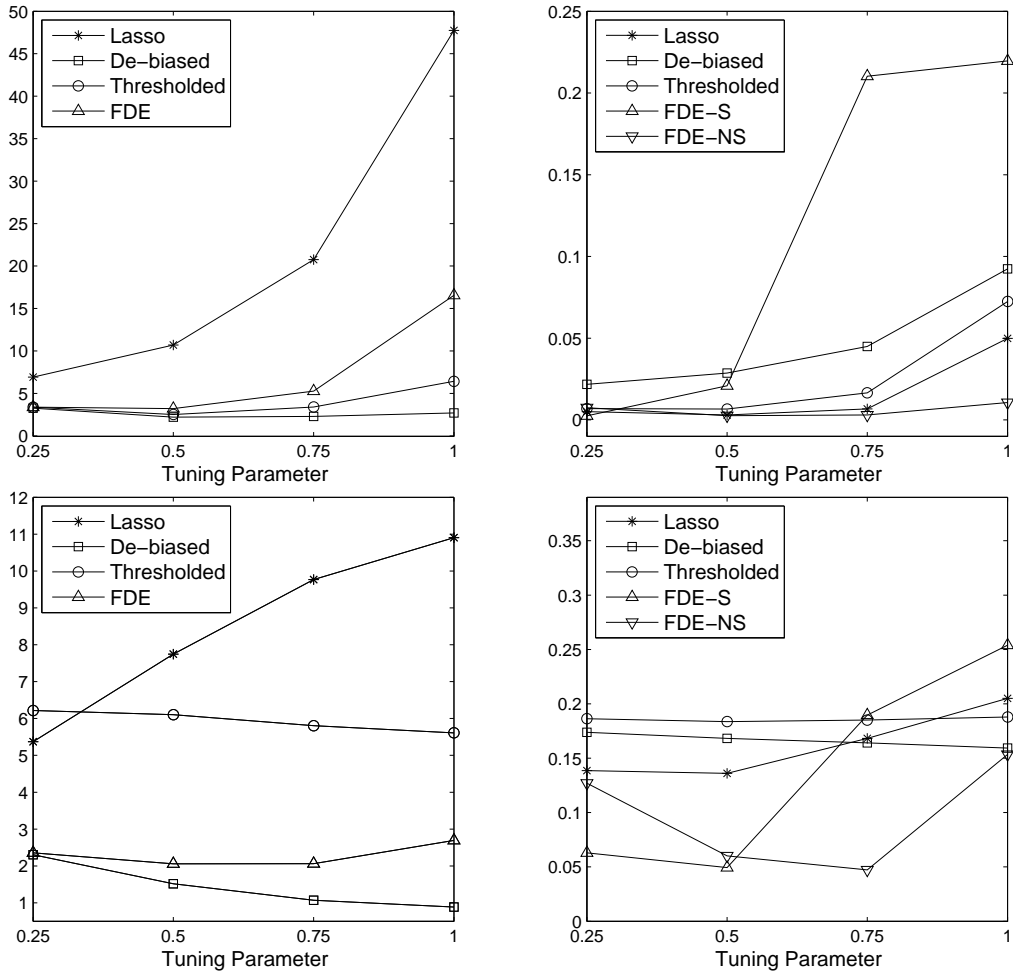 50
45
40
35
30
25
20
15
10
5
0
Lasso
De-biased
Thresholded
FDE
0.25 0.5 0.75 1
Tuning Parameter
0.25
0.2
0.15
0.1
0.05
0
Lasso
De-biased
Thresholded
FDE-S
FDE-NS
0.25 0.5 0.75 1
Tuning Parameter
12
11
10
9
8
7
6
5
4
3
2
1
Lasso
De-biased
Thresholded
FDE
0.25 0.5 0.75 1
Tuning Parameter
0.35
0.3
0.25
0.2
0.15
0.1
0.05
0
Lasso
De-biased
Thresholded
FDE-S
FDE-NS
0.25 0.5 0.75 1
Tuning Parameter